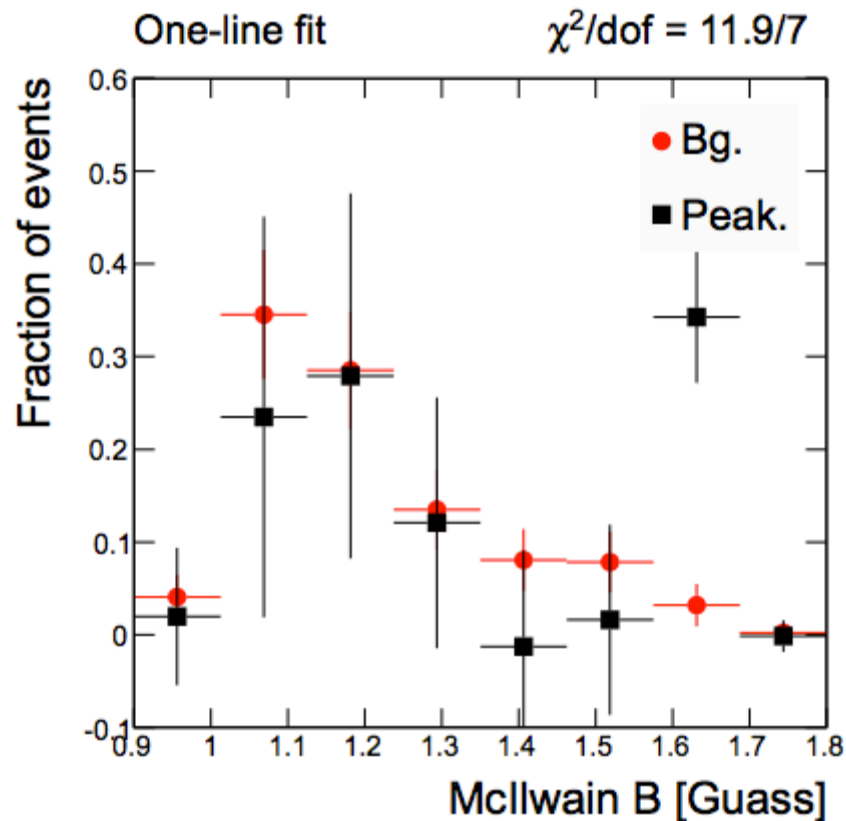 One-line fit
χ²/dof = 11.9/7
Fraction of events
0.6
0.5
0.4
0.3
0.2
0.1
0
-0.1
Bg.
Peak.
0.9 1 1.1 1.2 1.3 1.4 1.5 1.6 1.7 1.8
McIlwain B [Guass]